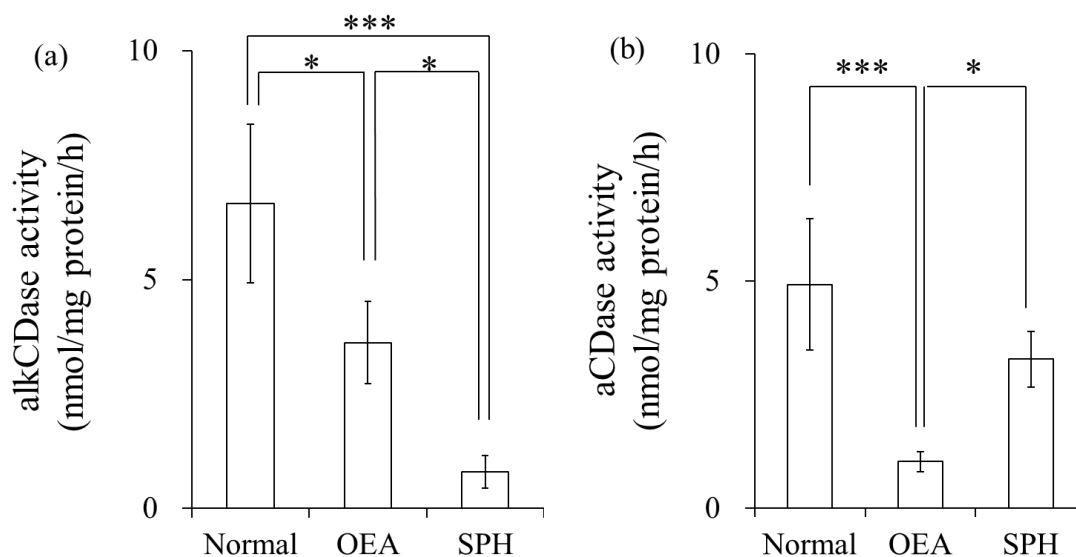 (a)
alkCDase activity
(nmol/mg protein/h)
10
5
0
***
*
*
Normal
OEA
SPH
(b)
aCDase activity
(nmol/mg protein/h)
10
5
0
***
*
Normal
OEA
SPH